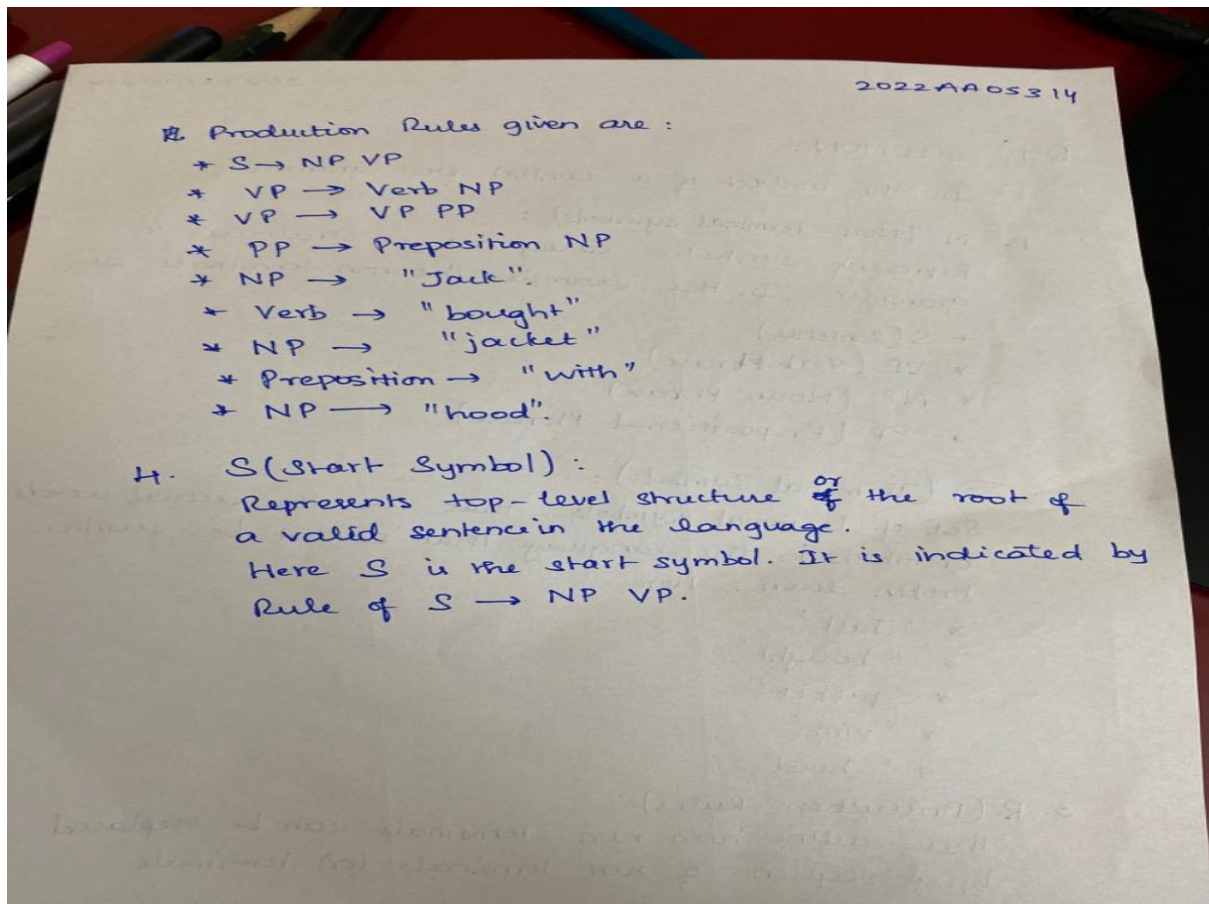 2022AA05314
Production Rules given are :
* S → NP VP
* VP → Verb NP
* VP → VP PP
* PP → Preposition NP
* NP → "Jack".
* Verb → "bought"
* NP → "jacket"
* Preposition → "with"
* NP → "hood".
4. S(Start Symbol) :
Represents top-level structure or the root of
a valid sentence in the language.
Here S is the start symbol. It is indicated by
Rule of S → NP VP.